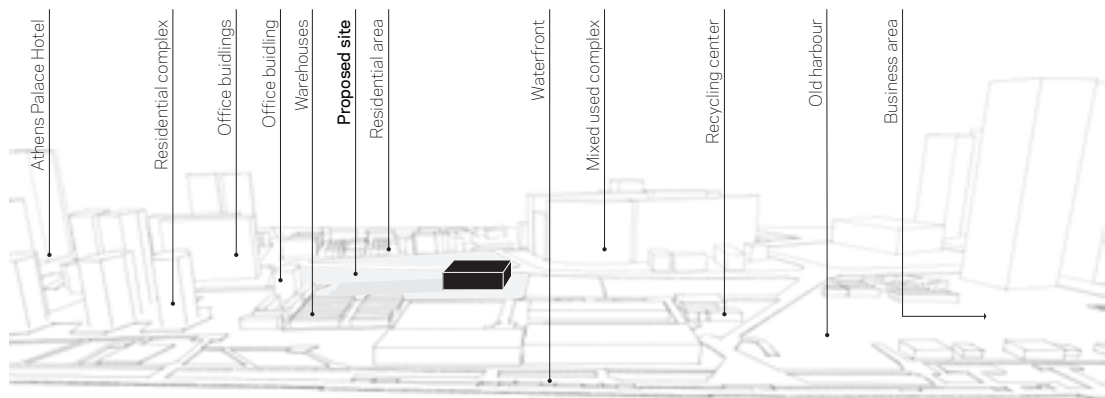 Athens Palace Hotel
Residential complex
Office buidlings
Office buidling
Warehouses
Proposed site
Residential area
Waterfront
Mixed used complex
Recycling center
Old harbour
Business area